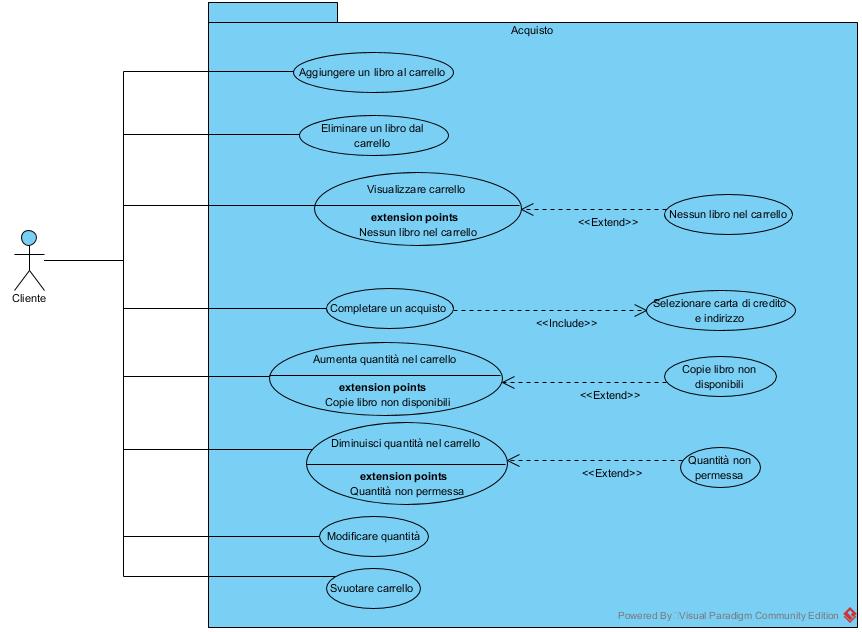 Acquisto
Aggiungere un libro al carrello
Eliminare un libro dal
carrello
Visualizzare carrello
extension points
Nessun libro nel carrello
<<Extend>>
Nessun libro nel carrello
Cliente
Completare un acquisto
<<Include>>
Selezionare carta di credito
e indirizzo
Aumenta quantità nel carrello
extension points
Copie libro non disponibili
<<Extend>>
Copie libro non
disponibili
Diminuisci quantità nel carrello
extension points
Quantità non permessa
<<Extend>>
Quantità non
permessa
Modificare quantità
Svuotare carrello
Powered By Visual Paradigm Community Edition